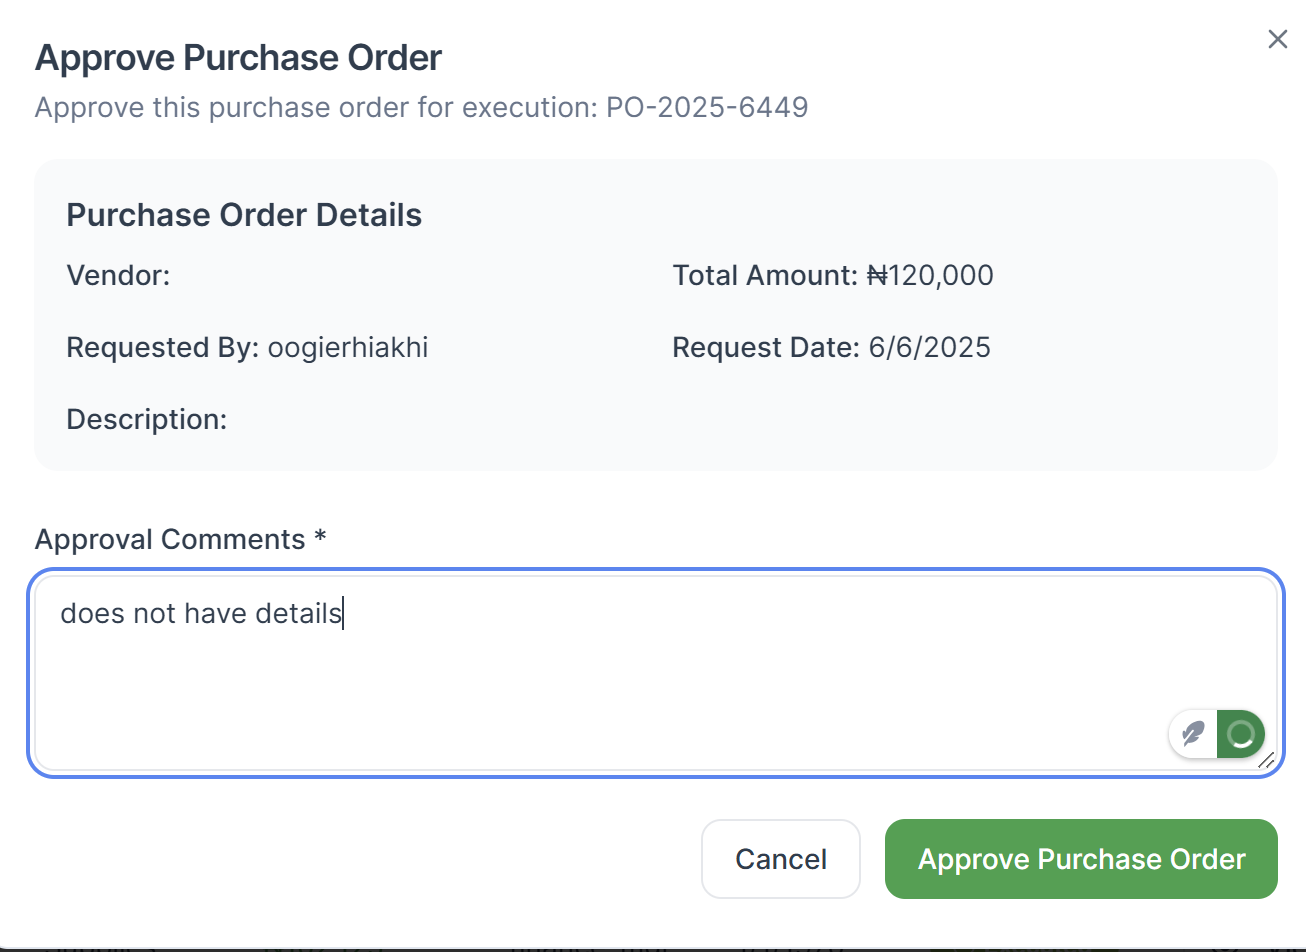 Approve Purchase Order
Approve this purchase order for execution: PO-2025-6449
Purchase Order Details
Vendor:
Total Amount: ₦120,000
Requested By: oogierhiakhi
Request Date: 6/6/2025
Description:
Approval Comments *
does not have details
Cancel
Approve Purchase Order